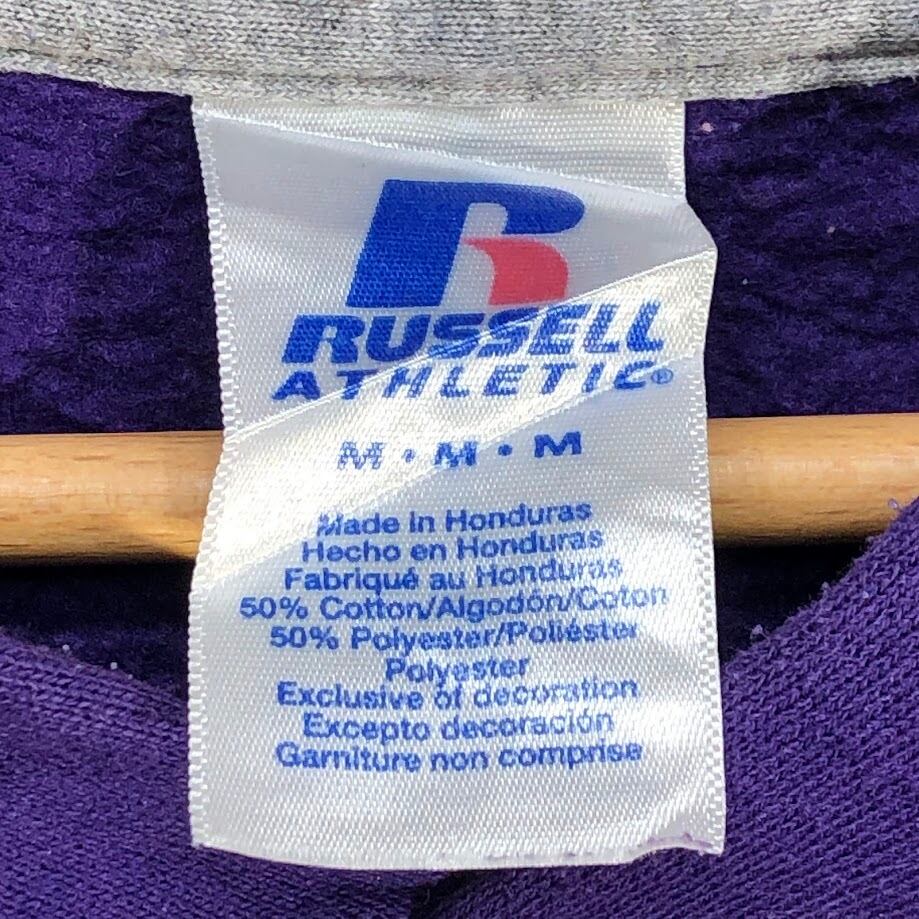 R
RUSSELL
ATHLETIC®
M • M • M
Made in Honduras
Hecho en Honduras
Fabriqué au Honduras
50% Cotton/Algodón/Coton
50% Polyester/Poliéster
Polyester
Exclusive of decoration
Excepto decoración
Garniture non comprise